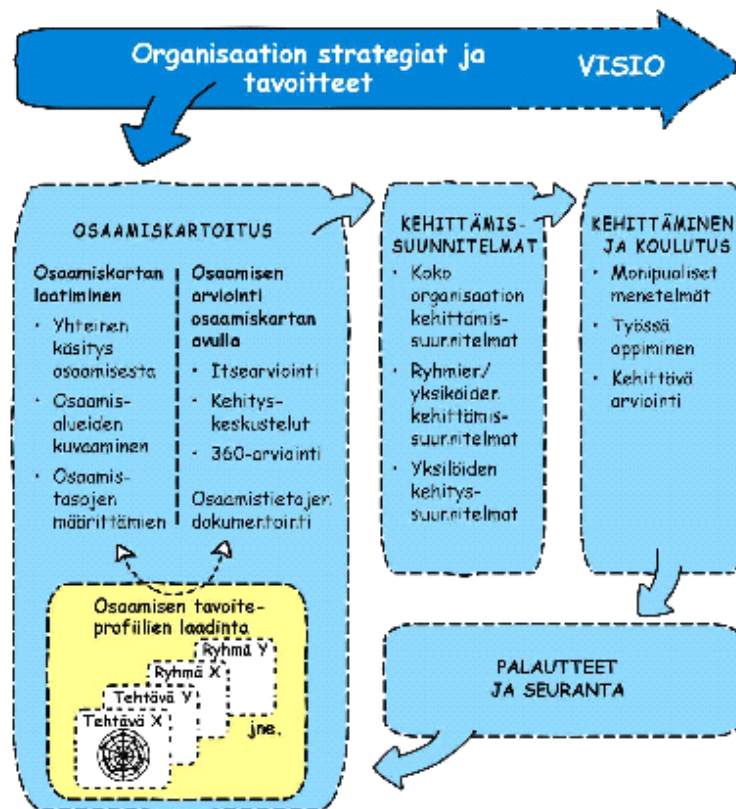 Organisaation strategiat ja
tavoitteet
VISIO
OSAAMISKARTOITUS
Osaamiskartan
laatiminen
• Yhteinen
käsitys
osaamisesta
• Osaamis-
alueiden
kuvaaminen
• Osaamis-
tasojen
määrittämien
Osaamisen
arviointi
osaamiskartan
avulla
• Itsearviointi
• Kehitys-
keskustelut
• 360-arviointi
Osaamistietojen
dokumentointi
Osaamisen tavoite-
profiilien laadinta
Ryhmä Y
Ryhmä X
Tehtävä Y
Tehtävä X
jne.
KEHITTÄMIS-
SUUNNITELMAT
• Koko
organisaation
kehittämis-
suunnitelmat
• Ryhmien/
yksiköiden
kehittämis-
suunnitelmat
• Yksilöiden
kehitys-
suunnitelmat
KEHITTÄMINEN
JA KOULUTUS
• Monipuoliset
menetelmät
• Työssä
oppiminen
• Kehittävä
arviointi
PALAUTTEET
JA SEURANTA